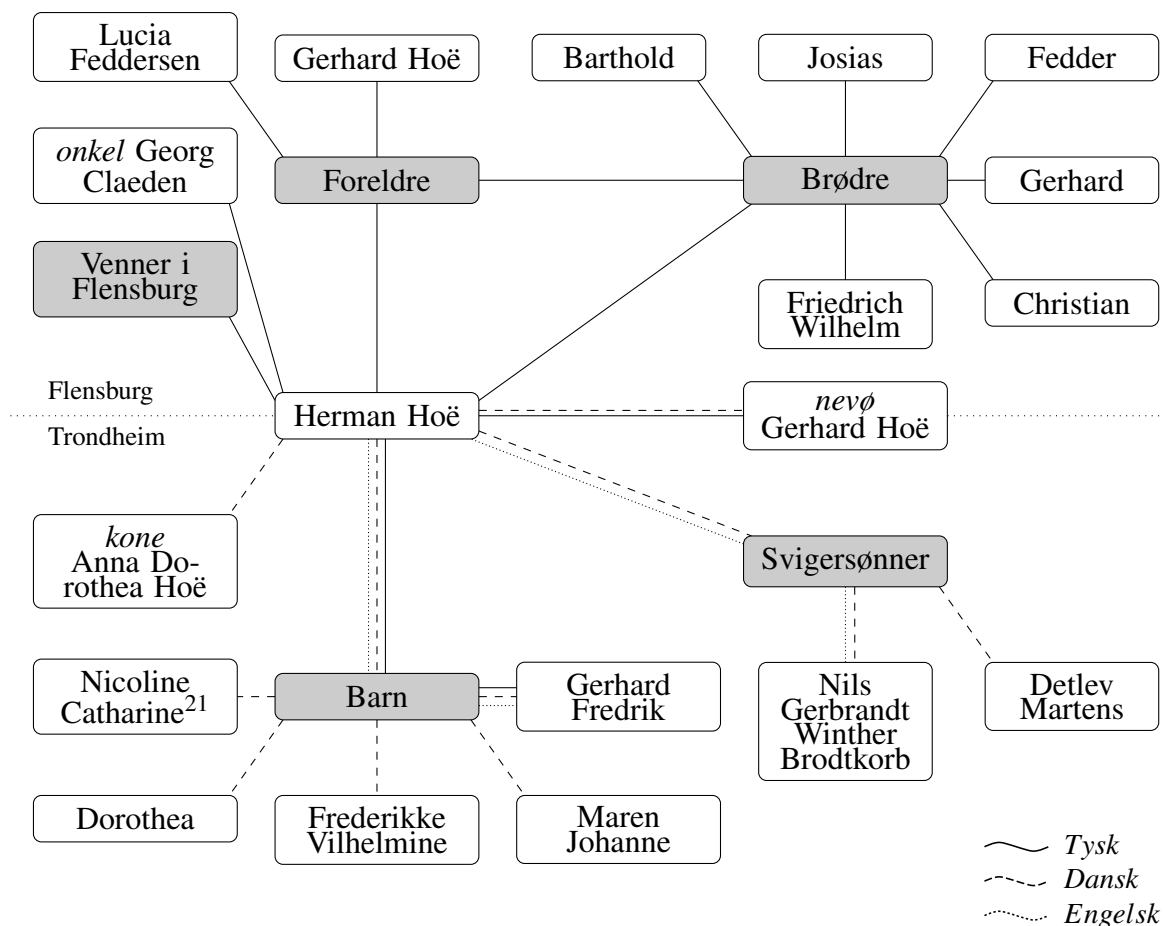 Lucia
Feddersen
Gerhard Hoë
Barthold
Josias
Fedder
onkel Georg
Claeden
Foreldre
Brødre
Gerhard
Venner i
Flensburg
Friedrich
Wilhelm
Christian
Flensburg
Trondheim
Herman Hoë
nevø
Gerhard Hoë
kone
Anna Do-
rothea Hoë
Svigersønner
Nicoline
Catharine21
Barn
Gerhard
Fredrik
Nils
Gerbrandt
Winther
Brodtkorb
Detlev
Martens
Dorothea
Frederikke
Vilhelmine
Maren
Johanne
Tysk
Dansk
Engelsk